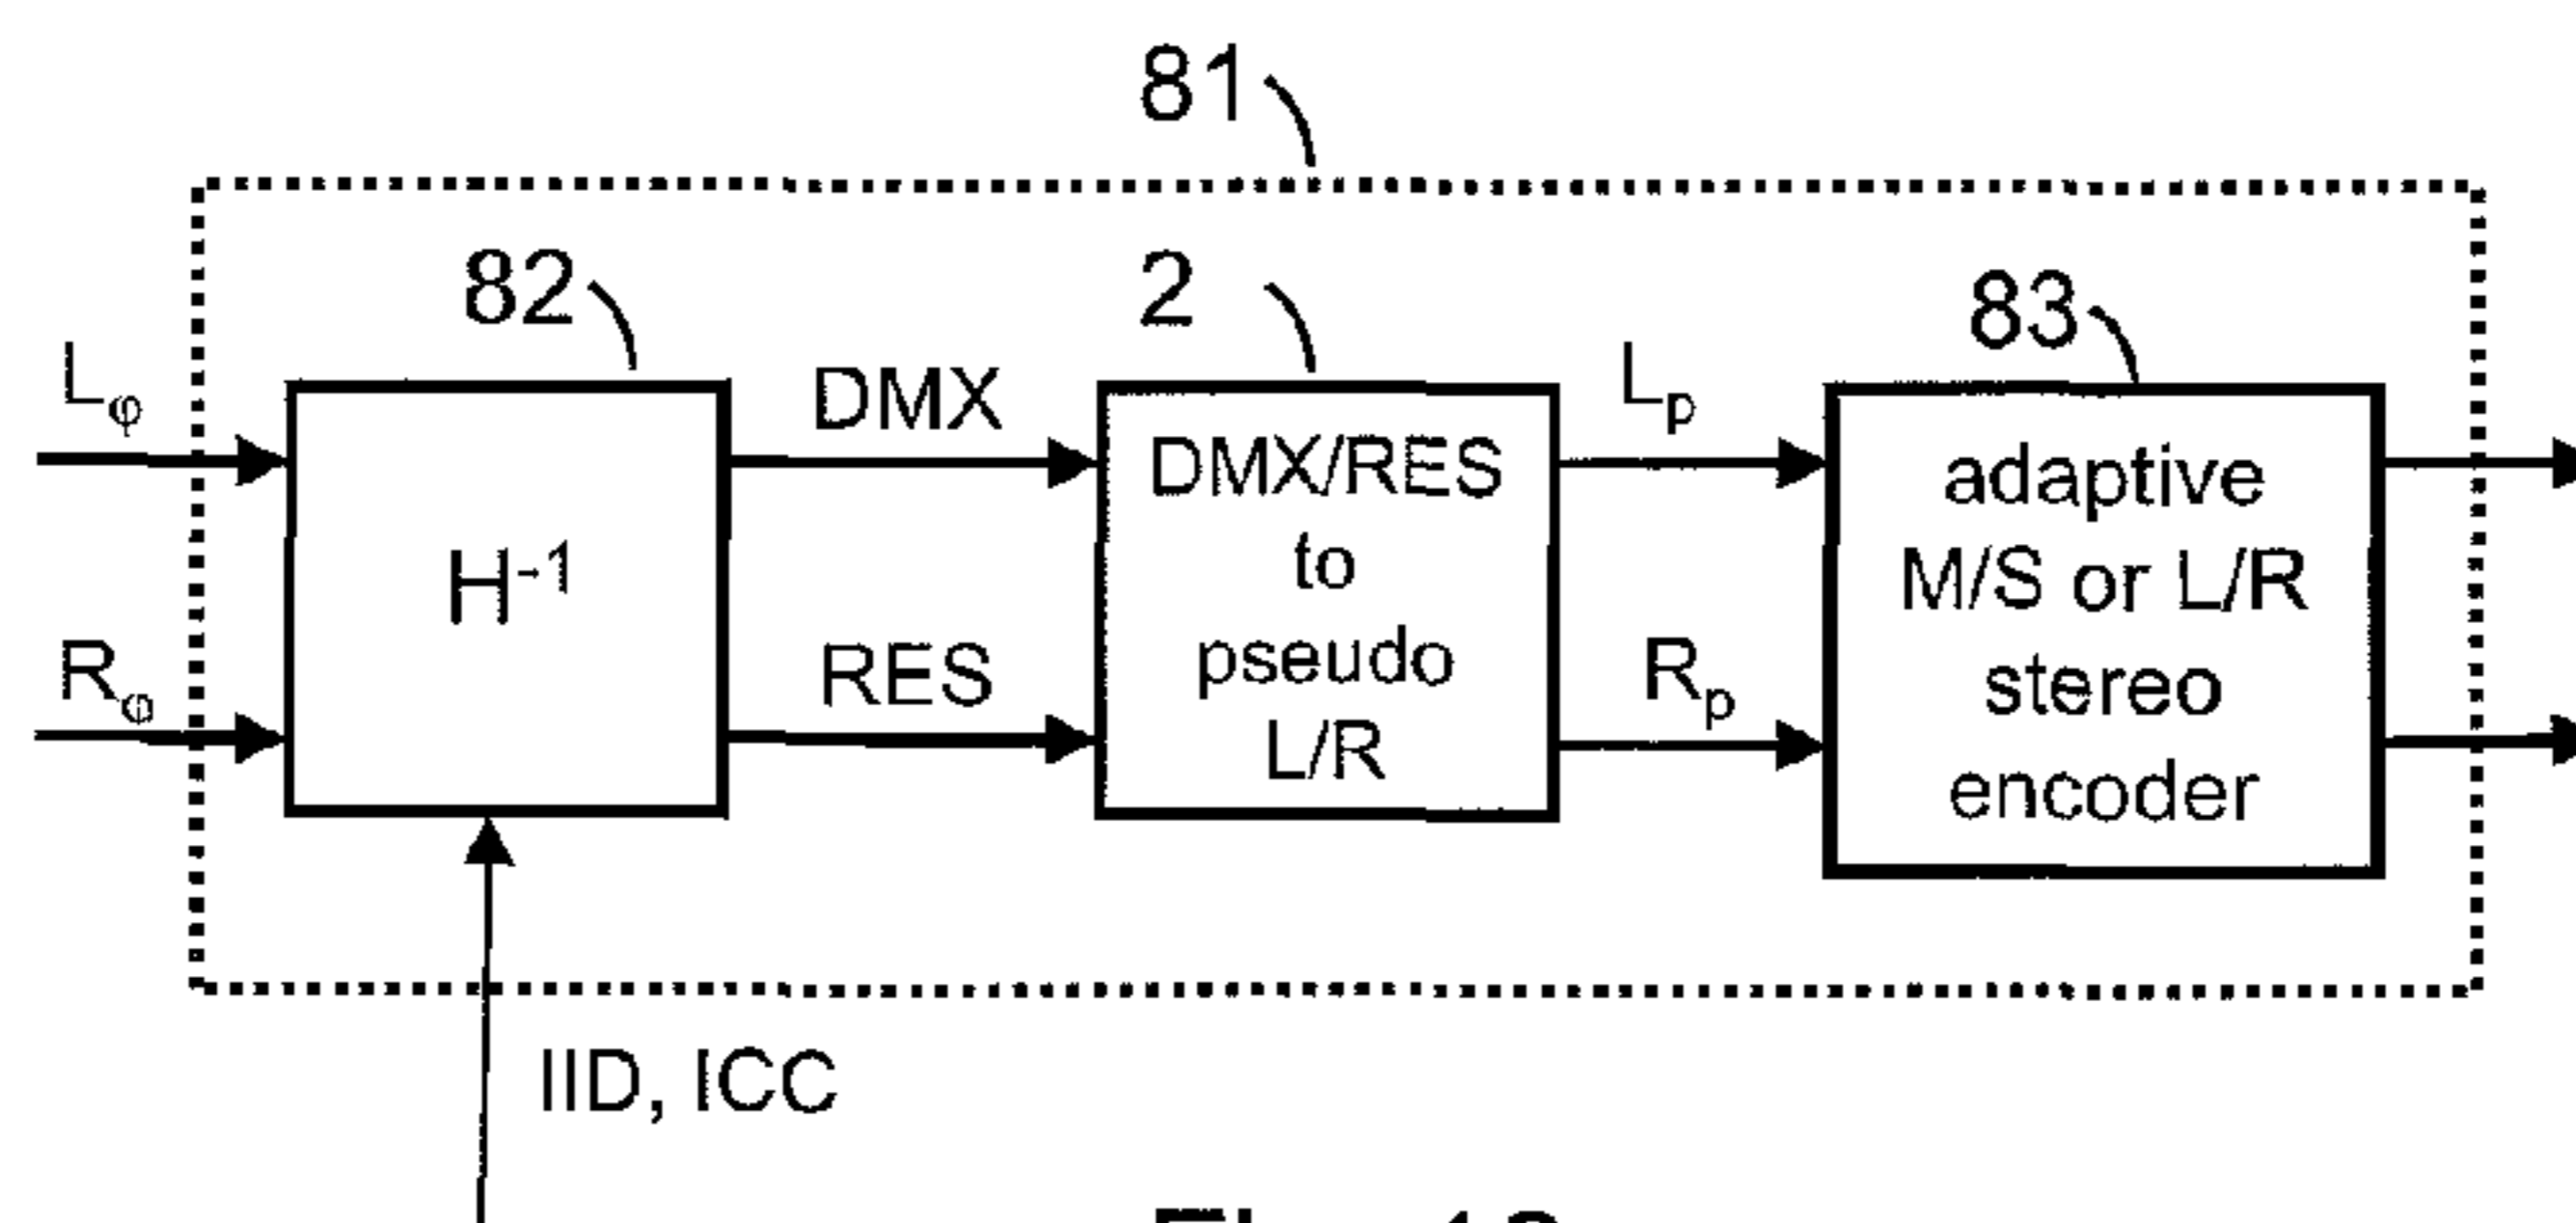 81
82
2
83
Lφ
DMX
Lp
Rφ
RES
Rp
H-1
DMX/RES
to
pseudo
L/R
adaptive
M/S or L/R
stereo
encoder
IID, ICC